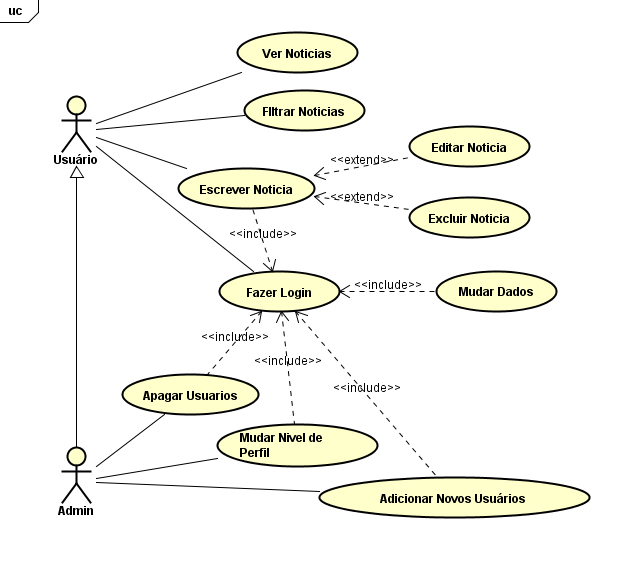 uc
Ver Noticias
FIltrar Noticias
Usuário
<<extend>>
Editar Noticia
Escrever Noticia
<<extend>>
Excluir Noticia
<<include>>
Fazer Login
<<include>>
Mudar Dados
<<include>>
<<include>>
<<include>>
Apagar Usuarios
Mudar Nivel de
Perfil
Adicionar Novos Usuários
Admin